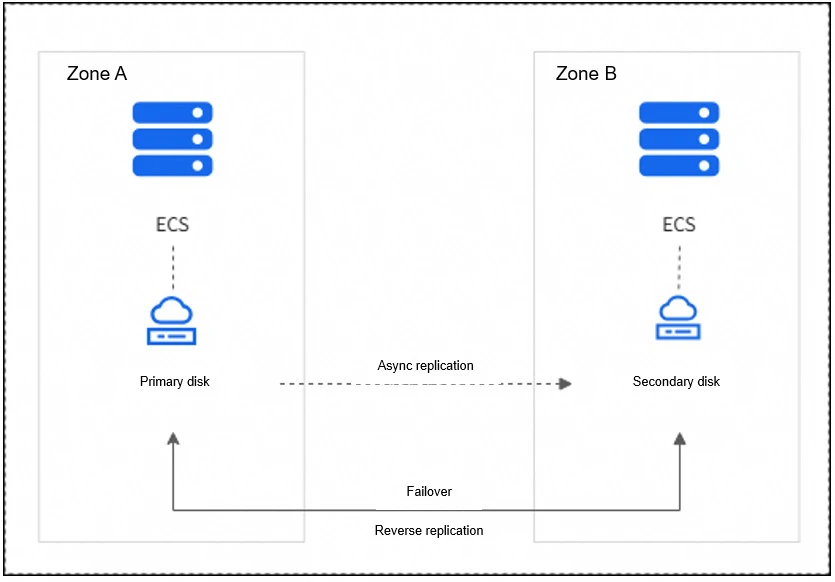 Zone A
Zone B
ECS
ECS
Async replication
Primary disk
Secondary disk
Failover
Reverse replication